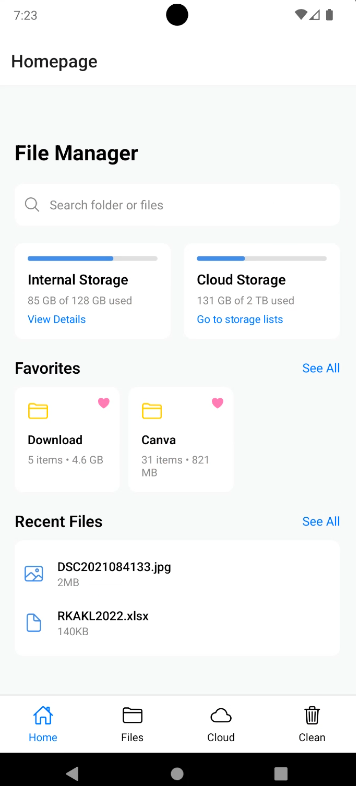 7:23
Homepage
File Manager
Search folder or files
Internal Storage
85 GB of 128 GB used
View Details
Cloud Storage
131 GB of 2 TB used
Go to storage lists
Favorites
See All
Download
5 items • 4.6 GB
Canva
31 items • 821
MB
Recent Files
See All
DSC2021084133.jpg
2MB
RKAKL2022.xlsx
140KB
Home
Files
Cloud
Clean